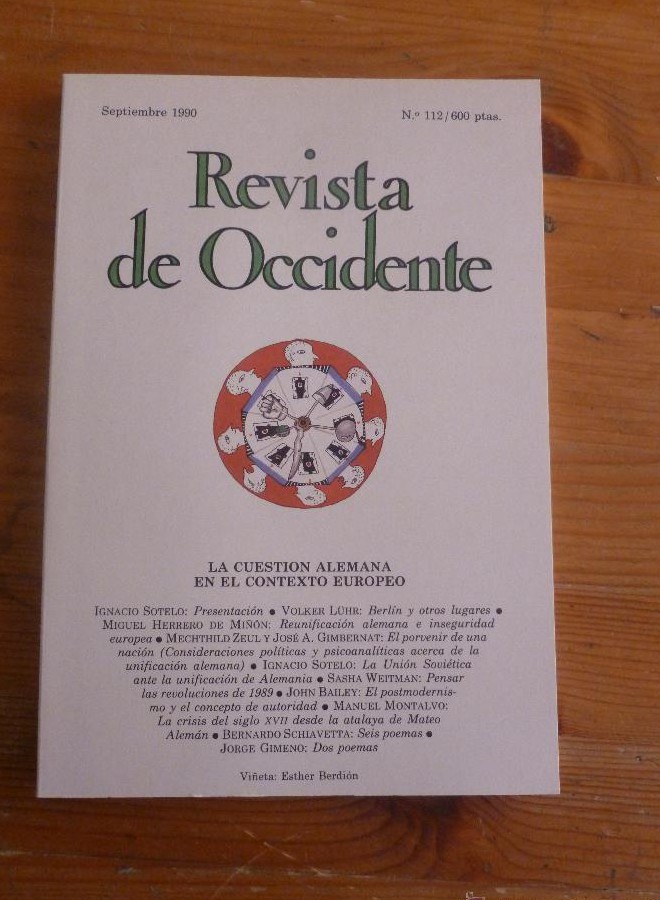 Septiembre 1990
N.º 112/600 ptas.
Revista
de Occidente
LA CUESTION ALEMANA
EN EL CONTEXTO EUROPEO
IGNACIO SOTELO: Presentación ● VOLKER LÜHR: Berlín y otros lugares ●
MIGUEL HERRERO DE MIÑÓN: Reunificación alemana e inseguridad
europea ● MECHTHILD ZEUL Y JOSÉ A. GIMBERNAT: El porvenir de una
nación (Consideraciones políticas y psicoanalíticas acerca de la
unificación alemana) ● IGNACIO SOTELO: La Unión Soviética
ante la unificación de Alemania ● SASHA WEITMAN: Pensar
las revoluciones de 1989 ● JOHN BAILEY: El postmodernis-
mo y el concepto de autoridad ● MANUEL MONTALVO:
La crisis del siglo XVII desde la atalaya de Mateo
Alemán ● BERNARDO SCHIAVETTA: Seis poemas ●
JORGE GIMENO: Dos poemas
Viñeta: Esther Berdión